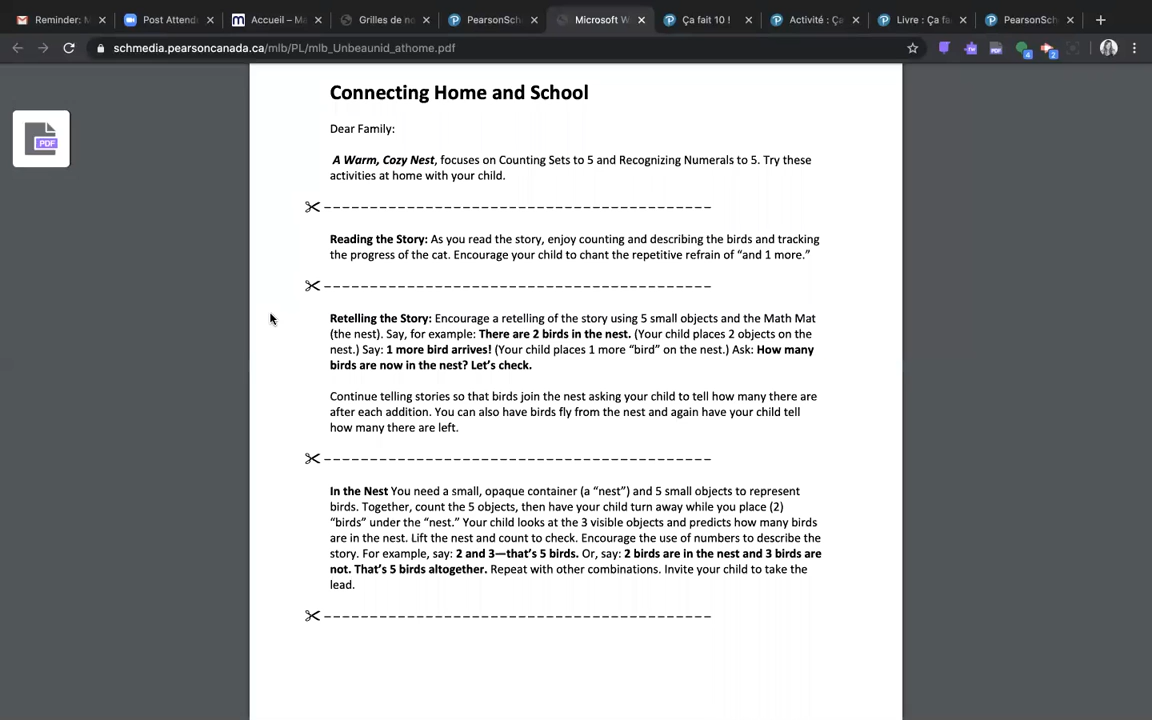 Reminder: M
Post Attend
Accueil – M
Grilles de no
PearsonSch
Microsoft W
Ça fait 10 !
Activité : Ça
Livre : Ça fa
PearsonSch
schmedia.pearsoncanada.ca/mlb/PL/mlb_Unbeaunid_athome.pdf
4
2
PDF
Connecting Home and School
Dear Family:
A Warm, Cozy Nest, focuses on Counting Sets to 5 and Recognizing Numerals to 5. Try these
activities at home with your child.
Reading the Story: As you read the story, enjoy counting and describing the birds and tracking
the progress of the cat. Encourage your child to chant the repetitive refrain of “and 1 more.”
Retelling the Story: Encourage a retelling of the story using 5 small objects and the Math Mat
(the nest). Say, for example: There are 2 birds in the nest. (Your child places 2 objects on the
nest.) Say: 1 more bird arrives! (Your child places 1 more “bird” on the nest.) Ask: How many
birds are now in the nest? Let’s check.
Continue telling stories so that birds join the nest asking your child to tell how many there are
after each addition. You can also have birds fly from the nest and again have your child tell
how many there are left.
In the Nest You need a small, opaque container (a “nest”) and 5 small objects to represent
birds. Together, count the 5 objects, then have your child turn away while you place (2)
“birds” under the “nest.” Your child looks at the 3 visible objects and predicts how many birds
are in the nest. Lift the nest and count to check. Encourage the use of numbers to describe the
story. For example, say: 2 and 3—that’s 5 birds. Or, say: 2 birds are in the nest and 3 birds are
not. That’s 5 birds altogether. Repeat with other combinations. Invite your child to take the
lead.